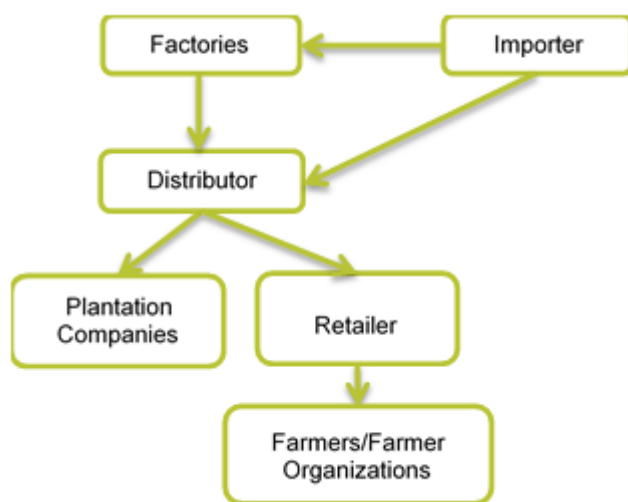 Factories
Importer
Distributor
Plantation
Companies
Retailer
Farmers/Farmer
Organizations